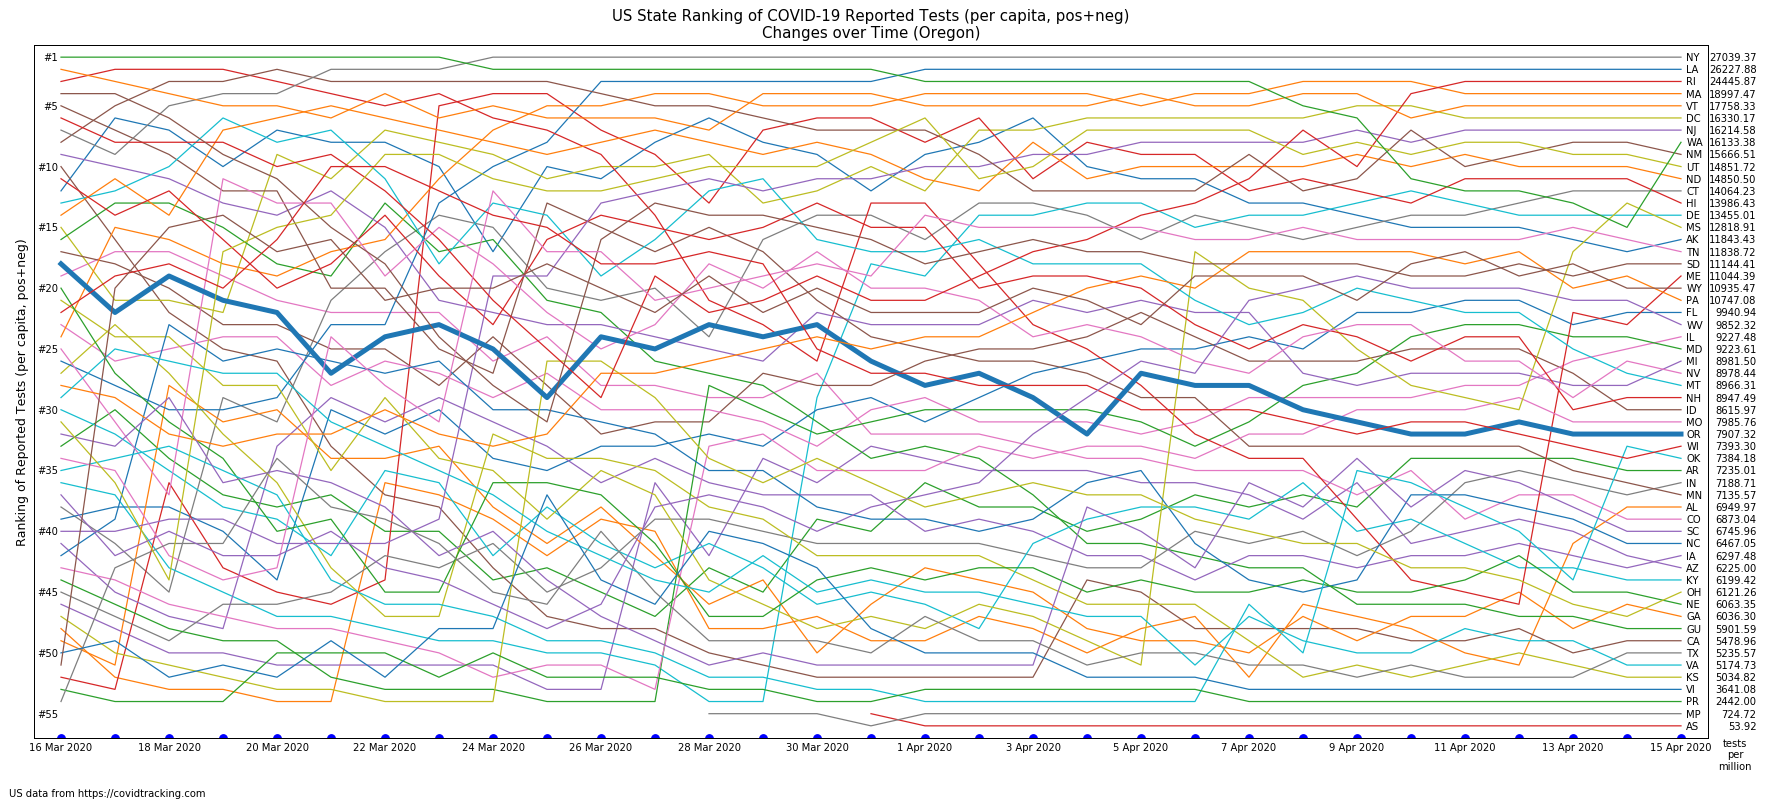 US State Ranking of COVID-19 Reported Tests (per capita, pos+neg)
Changes over Time (Oregon)
Ranking of Reported Tests (per capita, pos+neg)
#1
#5
#10
#15
#20
#25
#30
#35
#40
#45
#50
#55
NY 27039.37
LA 26227.88
RI 24445.87
MA 18997.47
VT 17758.33
DC 16330.17
NJ 16214.58
WA 16133.38
NM 15666.51
UT 14851.72
ND 14850.50
CT 14064.23
HI 13986.43
DE 13455.01
MS 12818.91
AK 11843.43
TN 11838.72
SD 11144.41
ME 11044.39
WY 10935.47
PA 10747.08
FL 9940.94
WV 9852.32
IL 9227.48
MD 9223.61
MI 8981.50
NV 8978.44
MT 8966.31
NH 8947.49
ID 8615.97
MO 7985.76
OR 7907.32
WI 7393.30
OK 7384.18
AR 7235.01
IN 7188.71
MN 7135.57
AL 6949.97
CO 6873.04
SC 6745.96
NC 6467.05
IA 6297.48
AZ 6225.00
KY 6199.42
OH 6121.26
NE 6063.35
GA 6036.30
GU 5901.59
CA 5478.96
TX 5235.57
VA 5174.73
KS 5034.82
VI 3641.08
PR 2442.00
MP 724.72
AS 53.92
16 Mar 2020 18 Mar 2020 20 Mar 2020 22 Mar 2020 24 Mar 2020 26 Mar 2020 28 Mar 2020 30 Mar 2020 1 Apr 2020 3 Apr 2020 5 Apr 2020 7 Apr 2020 9 Apr 2020 11 Apr 2020 13 Apr 2020 15 Apr 2020
tests
per
million
US data from https://covidtracking.com